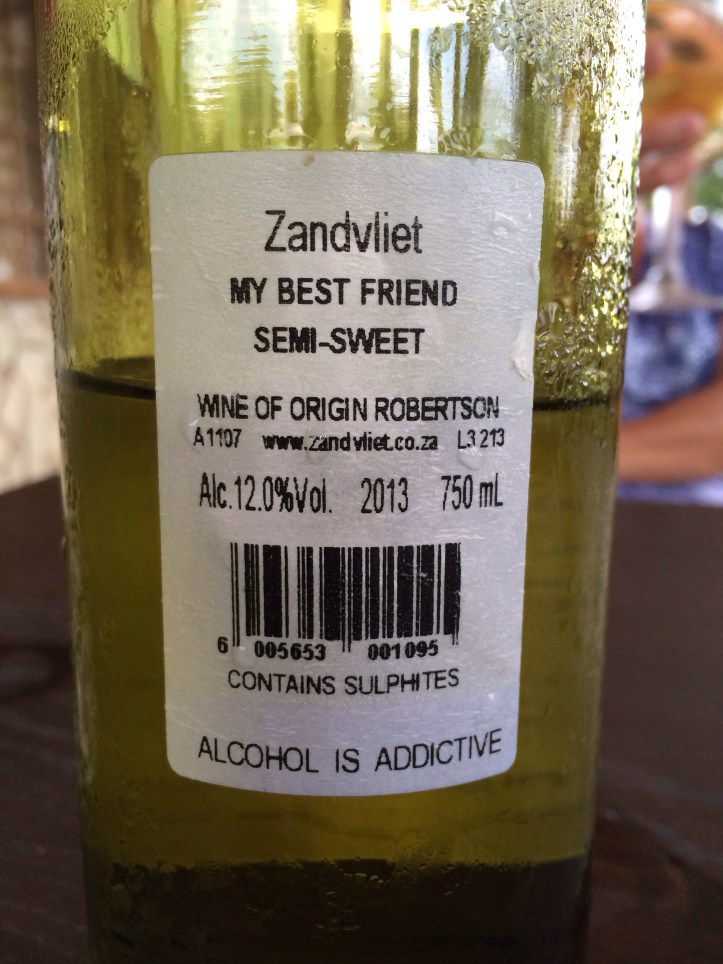 Zandvliet
MY BEST FRIEND
SEMI-SWEET
WINE OF ORIGIN ROBERTSON
A1107 www.zandvliet.co.za L3 213
Alc.12.0%Vol. 2013 750 mL
6 005653 001095
CONTAINS SULPHITES
ALCOHOL IS ADDICTIVE